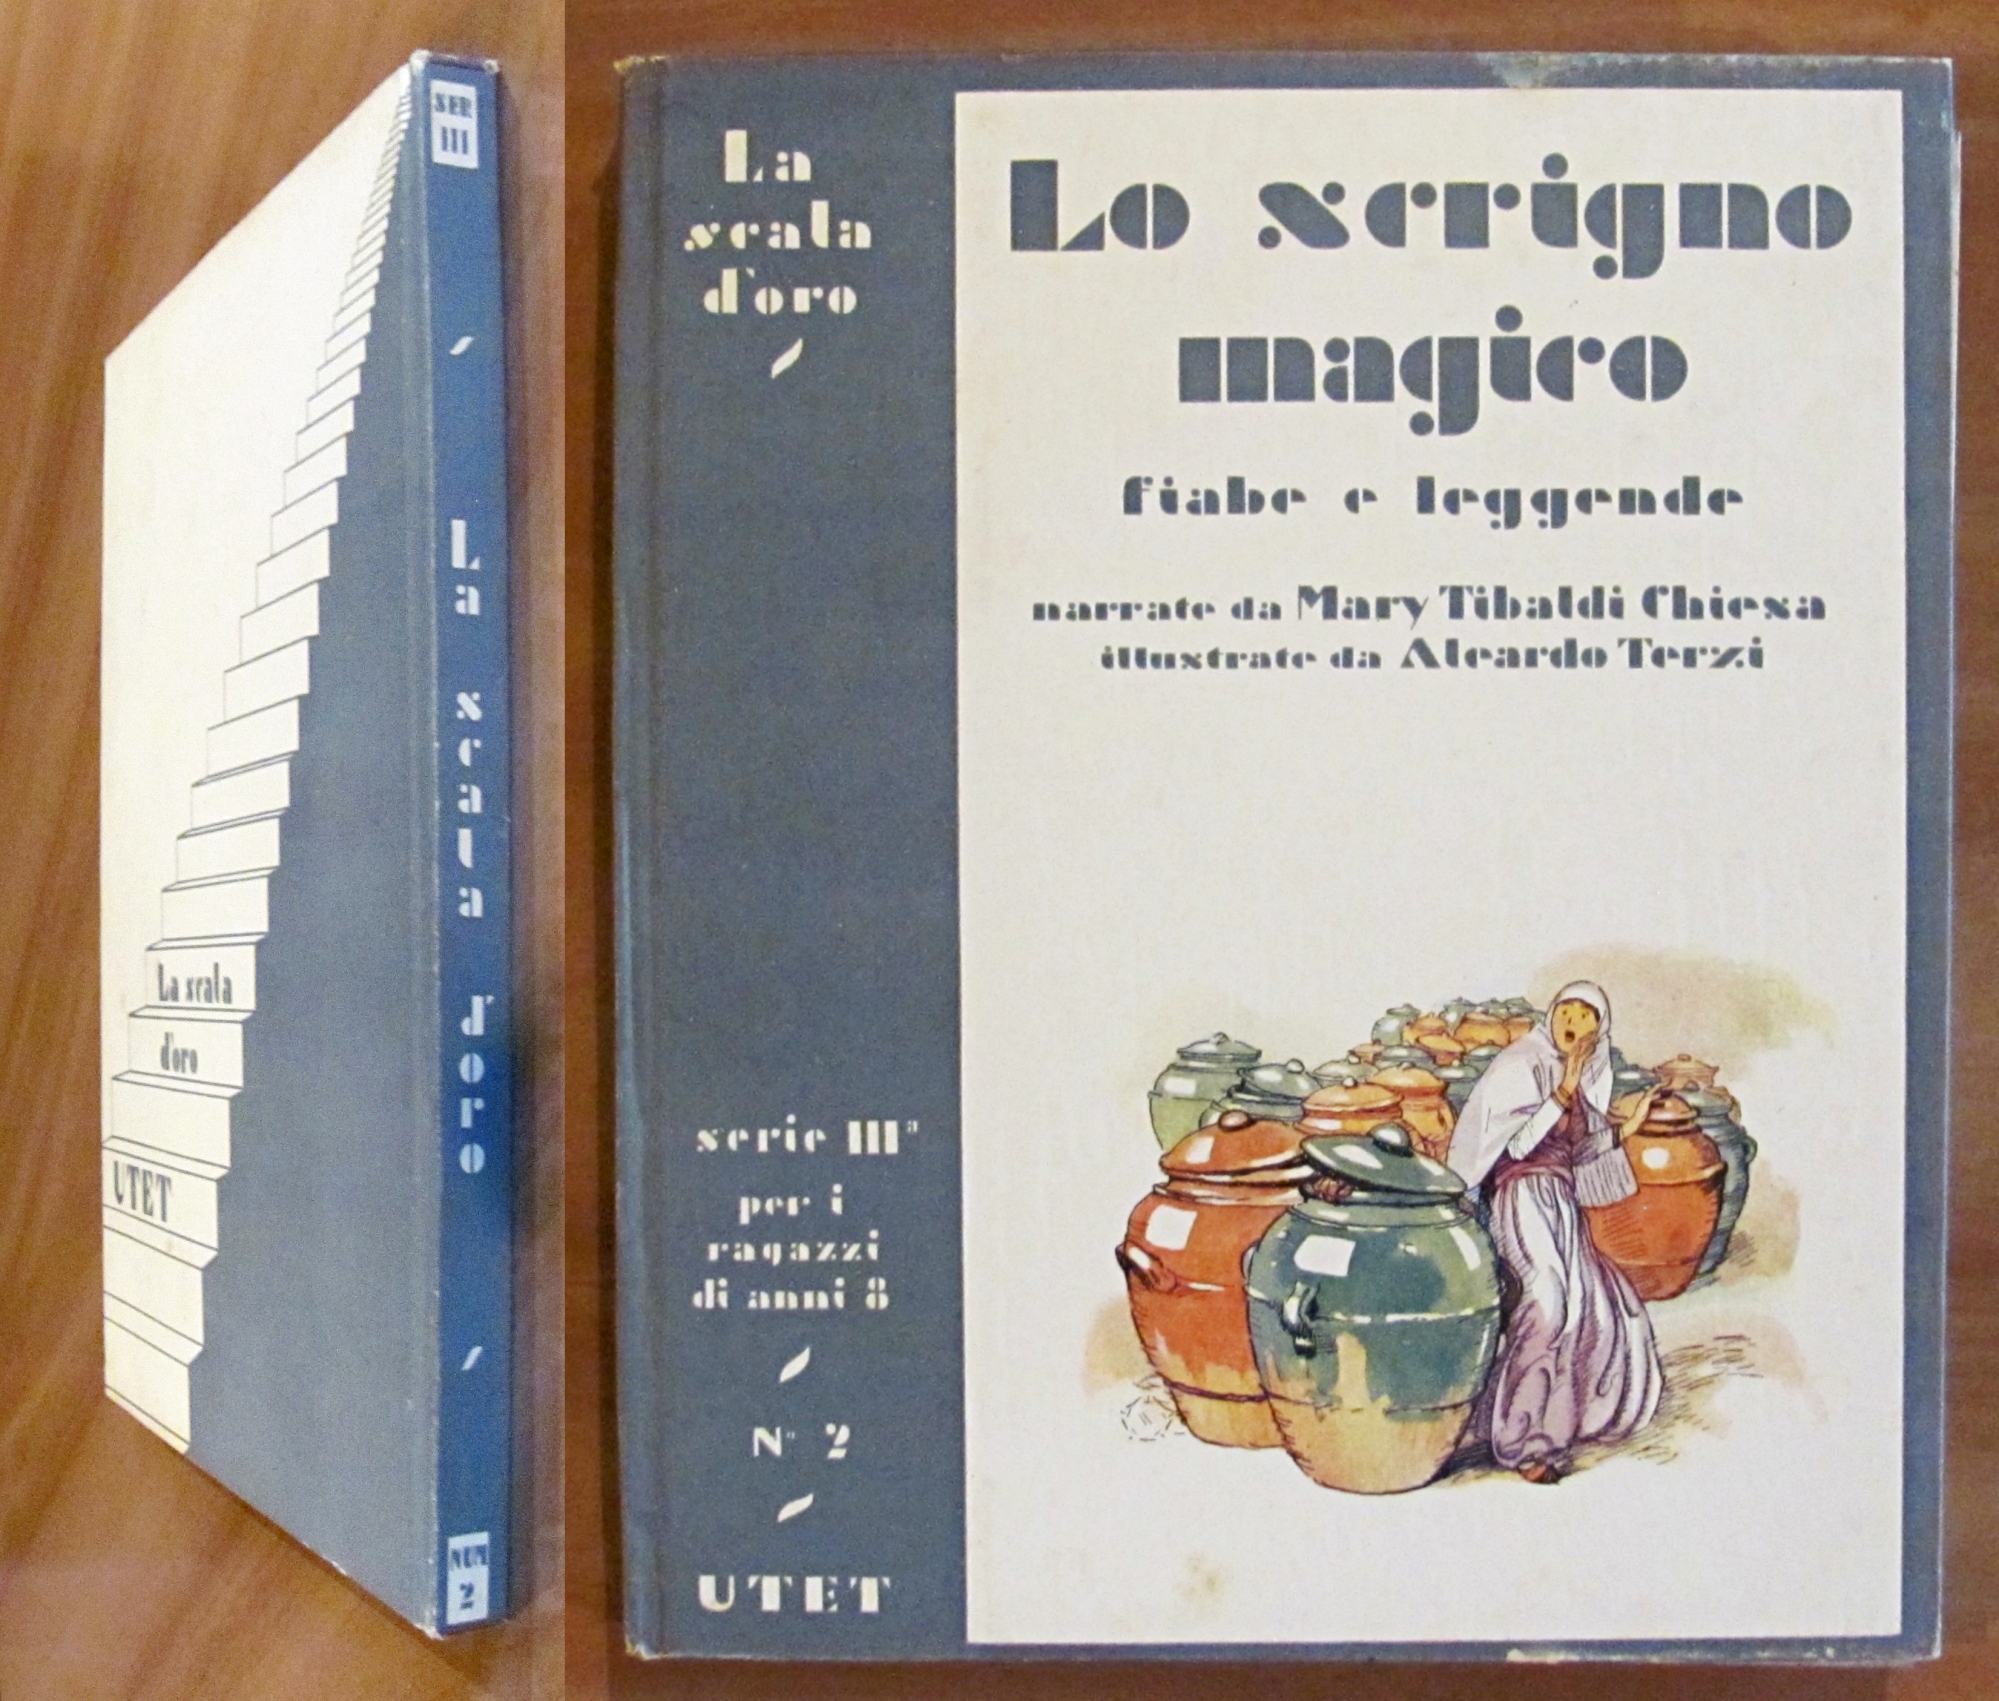 La scala
d'oro
UTET
SER
III
La scala d'oro
NUM
2
La
scala
d'oro
serie IIIª
per i
ragazzi
di anni 8
Nº 2
UTET
Lo scrigno
magico
fiabe e leggende
narrate da Mary Tibaldi Chiesa
illustrate da Aleardo Terzi